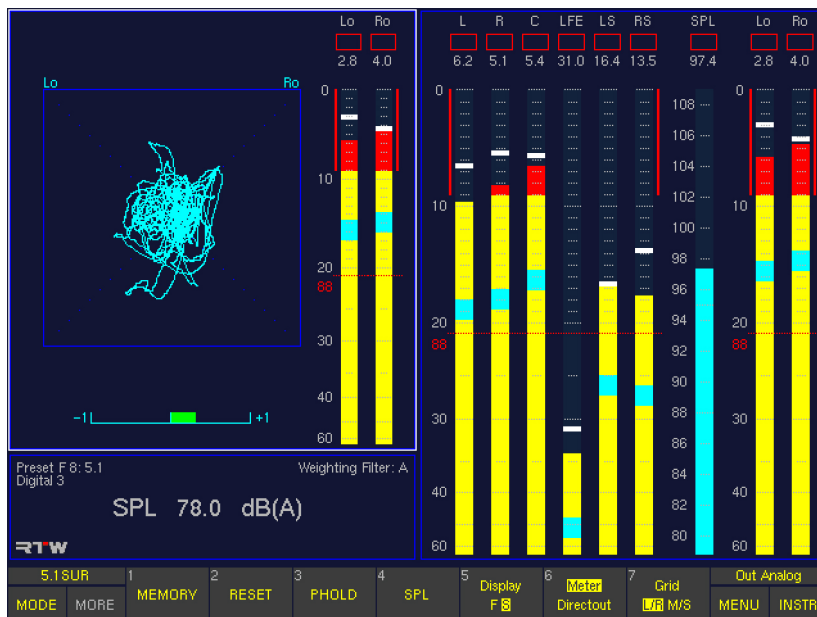 Lo Ro
2.8 4.0
Lo Ro
0
10
20
88
30
40
60
-1 +1
Preset F 8: 5.1 Weighting Filter: A
Digital 3
SPL 78.0 dB(A)
RTW
L R C LFE LS RS SPL Lo Ro
6.2 5.1 5.4 31.0 16.4 13.5 97.4 2.8 4.0
0 108 0
106
104
102
10 100 10
98
96
94
20 20
88 92 88
90
30 88 30
86
84
40 82 40
80
60 60
5.1SUR 1 2 3 4 5 6 7 Out Analog
MEMORY RESET PHOLD SPL Display Meter Grid
MODE MORE F S Directout L/R M/S MENU INSTR